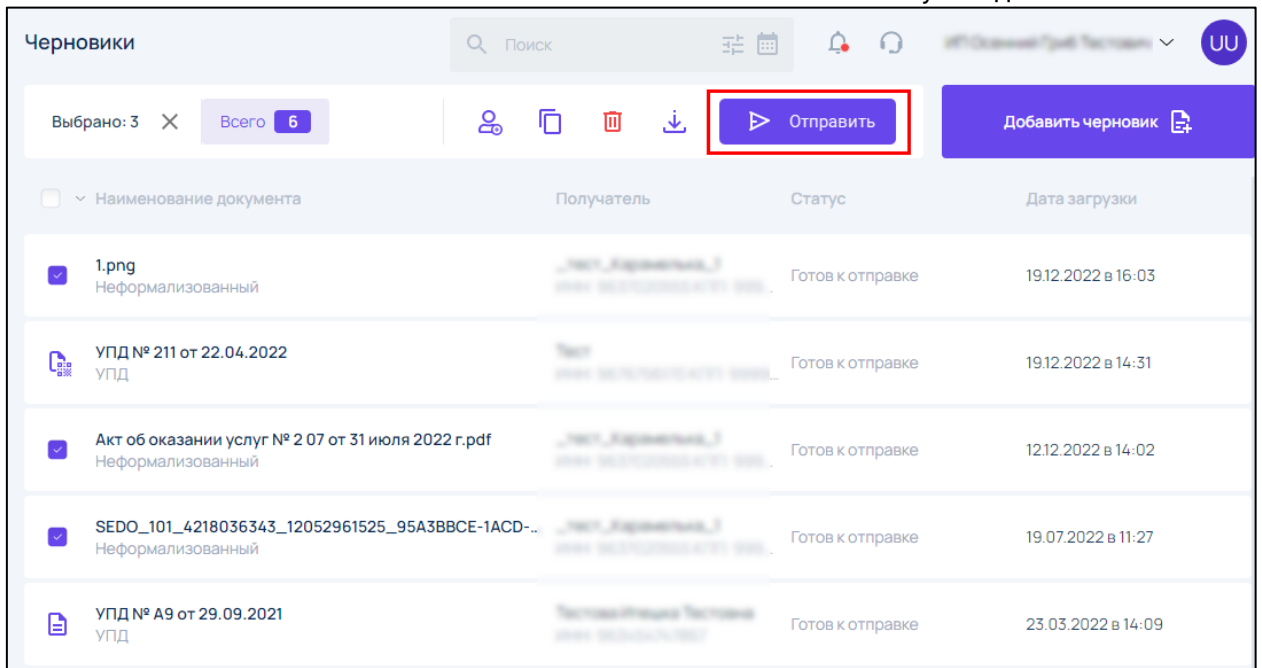 Черновики
Поиск
UU
Выбрано: 3
Всего 6
Отправить
Добавить черновик
Наименование документа
Получатель
Статус
Дата загрузки
1.png
Неформализованный
Готов к отправке
19.12.2022 в 16:03
УПД № 211 от 22.04.2022
УПД
Готов к отправке
19.12.2022 в 14:31
Акт об оказании услуг № 2 07 от 31 июля 2022 г.pdf
Неформализованный
Готов к отправке
12.12.2022 в 14:02
SEDO_101_4218036343_12052961525_95A3BBCE-1ACD-...
Неформализованный
Готов к отправке
19.07.2022 в 11:27
УПД № А9 от 29.09.2021
УПД
Готов к отправке
23.03.2022 в 14:09